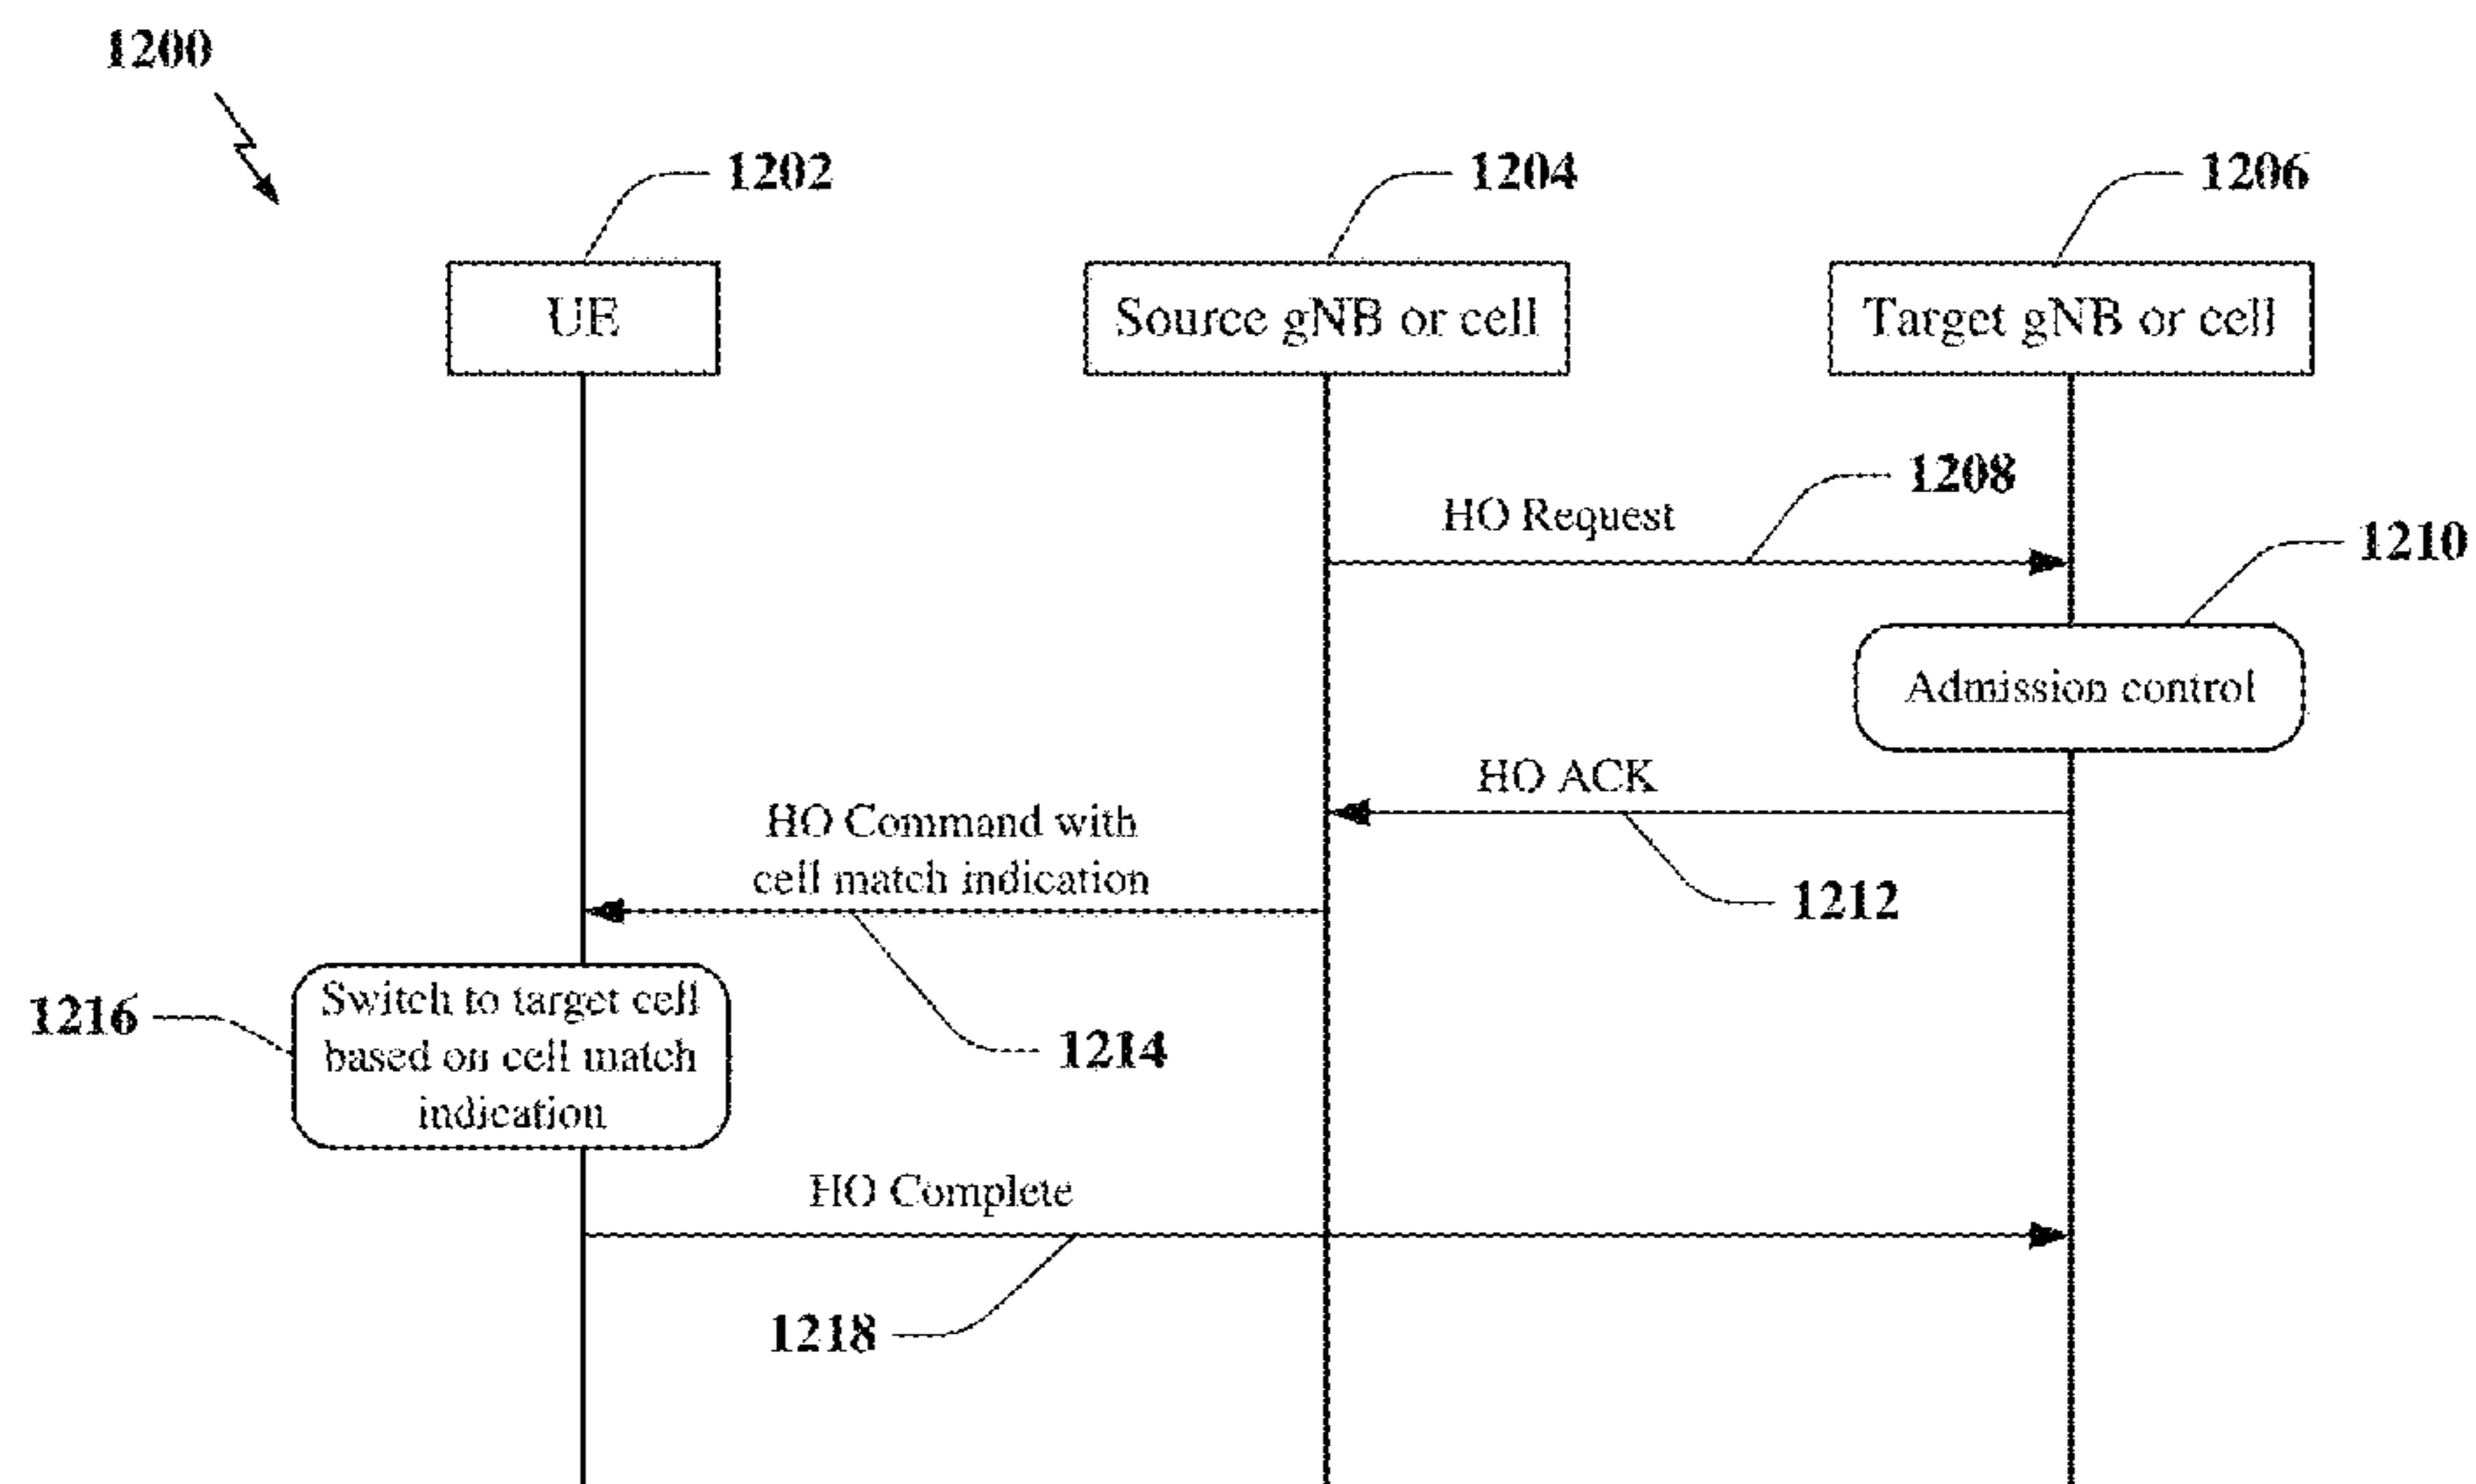 1200
1202
1204
1206
UE
Source gNB or cell
Target gNB or cell
1208
HO Request
1210
Admission control
HO ACK
HO Command with
cell match indication
1212
1216
Switch to target cell
based on cell match
indication
1214
HO Complete
1218